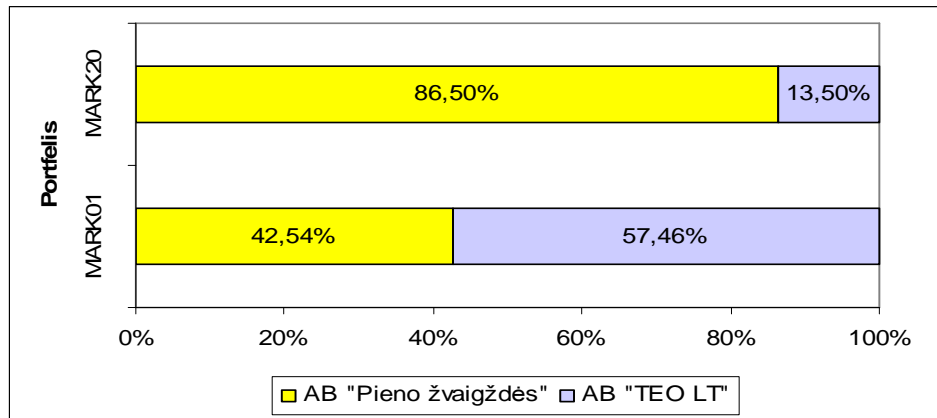 Portfelis
MARK20
86,50%
13,50%
MARK01
42,54%
57,46%
0%
20%
40%
60%
80%
100%
AB "Pieno žvaigždės"
AB "TEO LT"